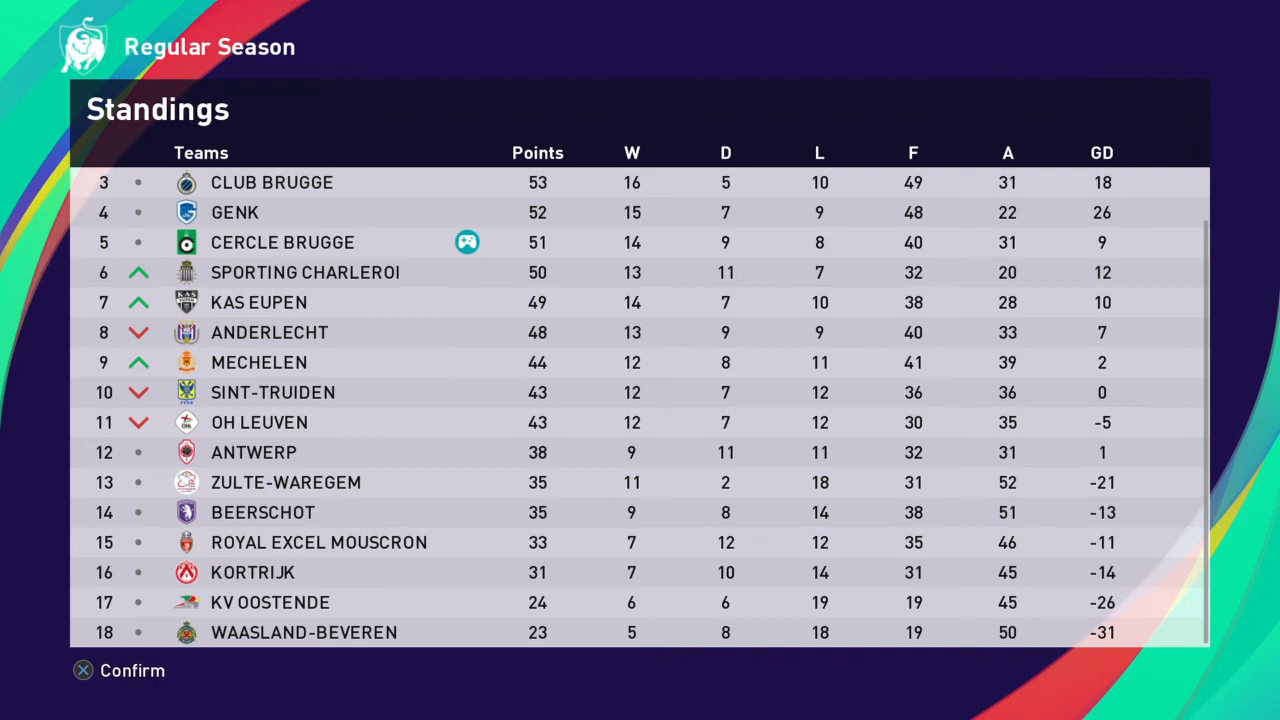 Regular Season
Standings
Teams Points W D L F A GD
3 CLUB BRUGGE 53 16 5 10 49 31 18
4 GENK 52 15 7 9 48 22 26
5 CERCLE BRUGGE 51 14 9 8 40 31 9
6 SPORTING CHARLEROI 50 13 11 7 32 20 12
7 KAS EUPEN 49 14 7 10 38 28 10
8 ANDERLECHT 48 13 9 9 40 33 7
9 MECHELEN 44 12 8 11 41 39 2
10 SINT-TRUIDEN 43 12 7 12 36 36 0
11 OH LEUVEN 43 12 7 12 30 35 -5
12 ANTWERP 38 9 11 11 32 31 1
13 ZULTE-WAREGEM 35 11 2 18 31 52 -21
14 BEERSCHOT 35 9 8 14 38 51 -13
15 ROYAL EXCEL MOUSCRON 33 7 12 12 35 46 -11
16 KORTRIJK 31 7 10 14 31 45 -14
17 KV OOSTENDE 24 6 6 19 19 45 -26
18 WAASLAND-BEVEREN 23 5 8 18 19 50 -31
Confirm